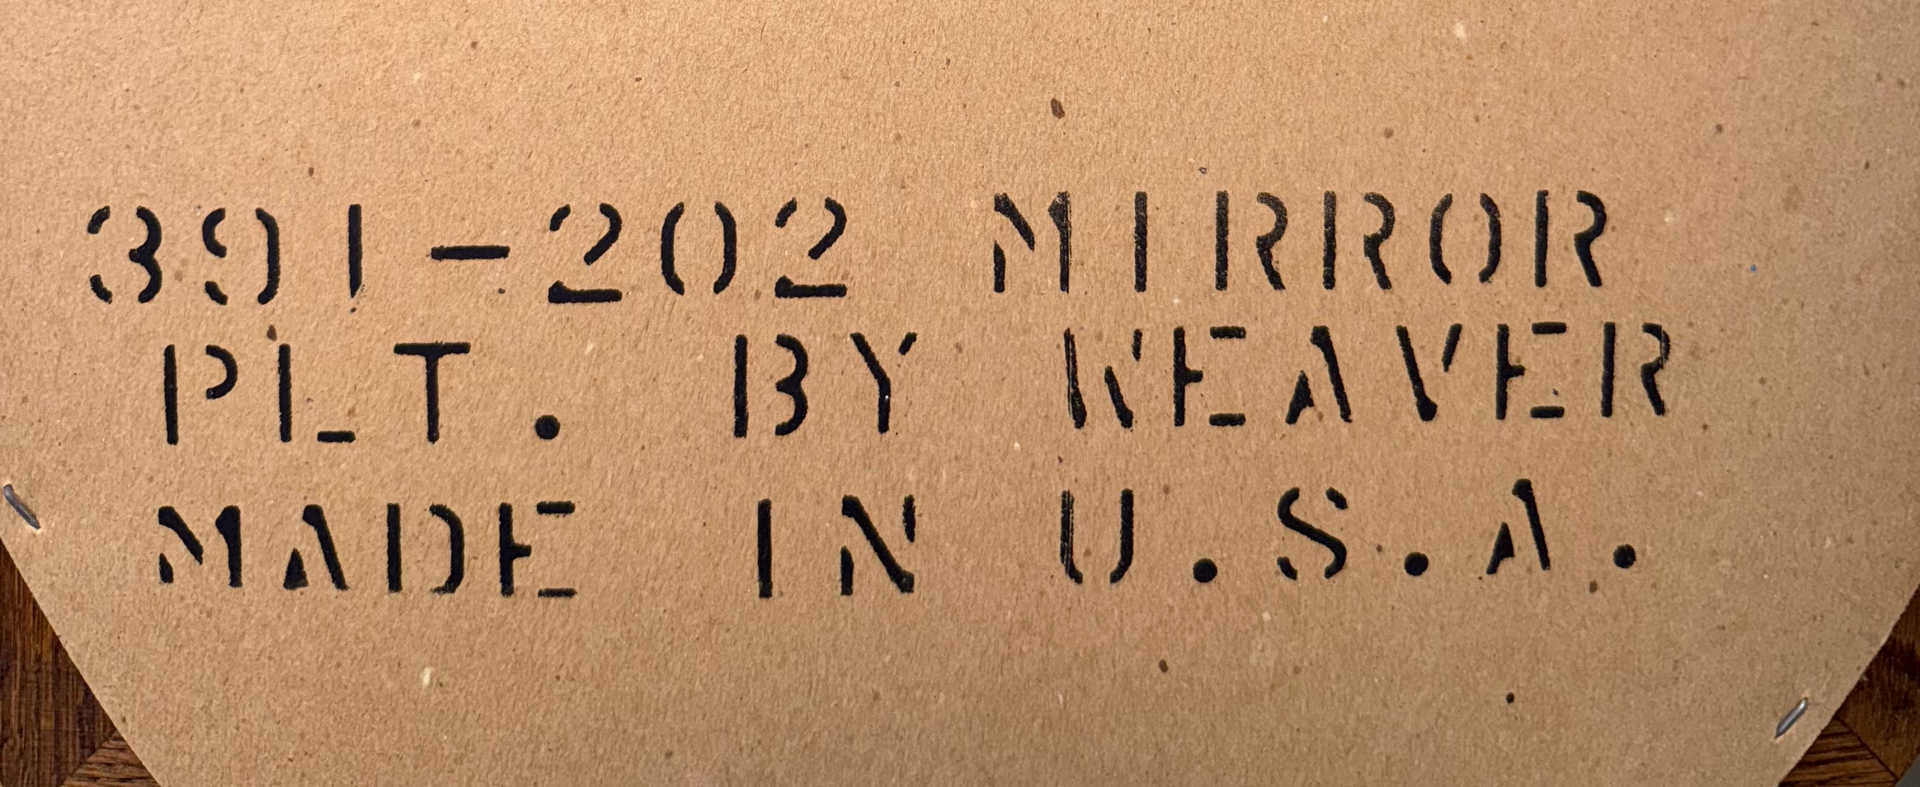 391-202 MIRROR
PLT. BY WEAVER
MADE IN U.S.A.